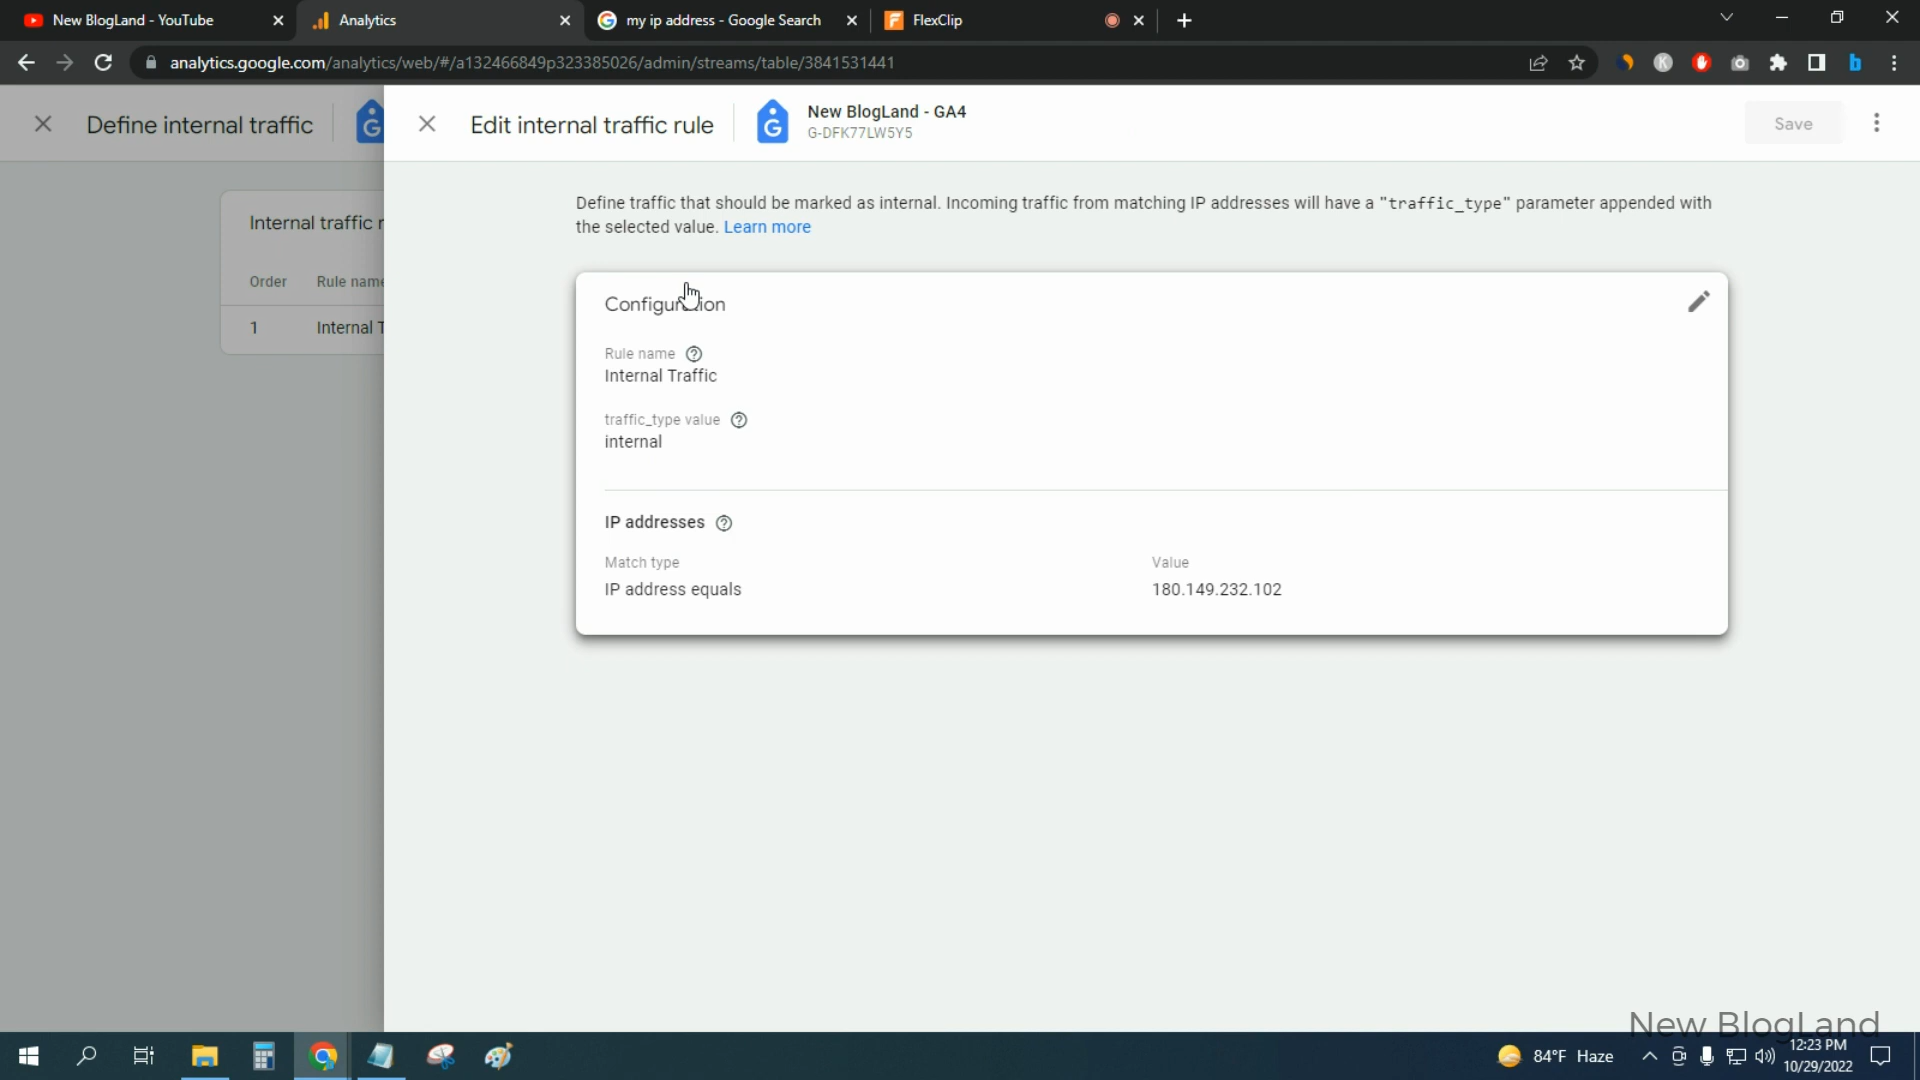 New BlogLand - YouTube
Analytics
my ip address - Google Search
FlexClip
analytics.google.com/analytics/web/#/a132466849p323385026/admin/streams/table/3841531441
Define internal traffic
Edit internal traffic rule
New BlogLand - GA4
G-DFK77LW5Y5
Save
Define traffic that should be marked as internal. Incoming traffic from matching IP addresses will have a "traffic_type" parameter appended with
the selected value. Learn more
Internal traffic r
Order Rule name
1 Internal T
Configuration
Rule name
Internal Traffic
traffic_type value
internal
IP addresses
Match type Value
IP address equals 180.149.232.102
New BlogLand
84°F Haze
12:23 PM
10/29/2022